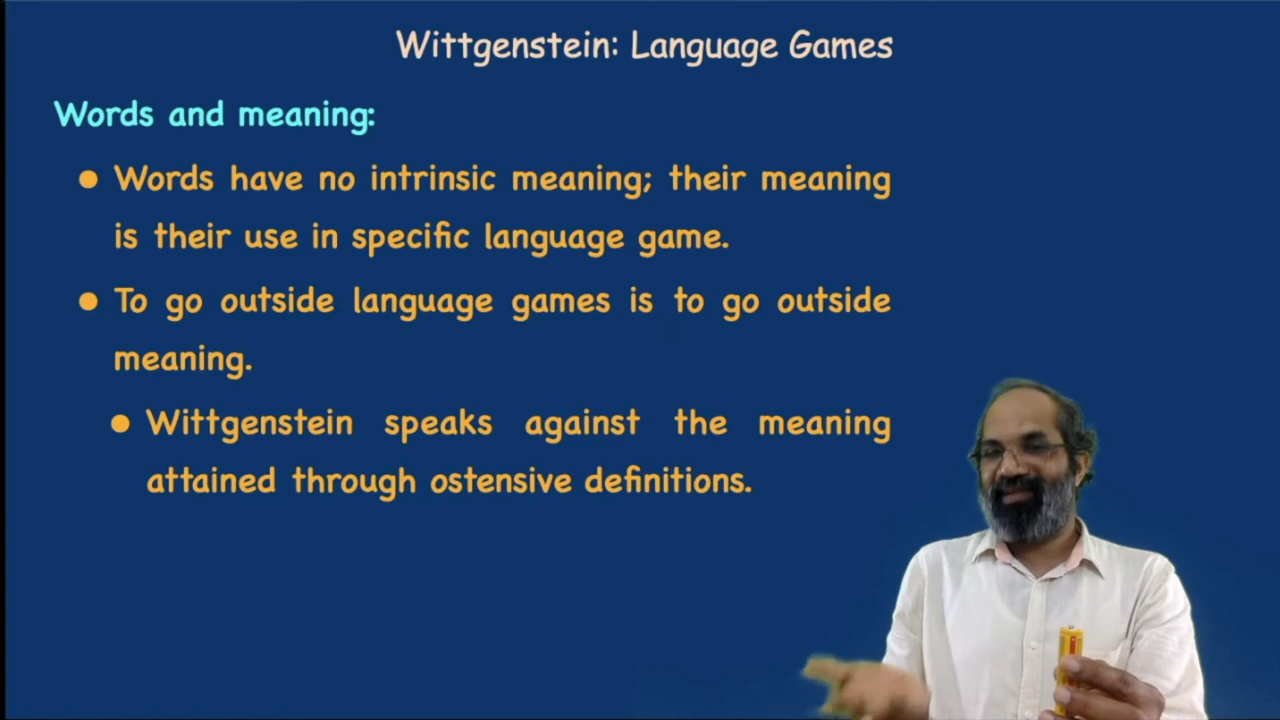 Wittgenstein: Language Games
Words and meaning:
● Words have no intrinsic meaning; their meaning
is their use in specific language game.
● To go outside language games is to go outside
meaning.
● Wittgenstein speaks against the meaning
attained through ostensive definitions.